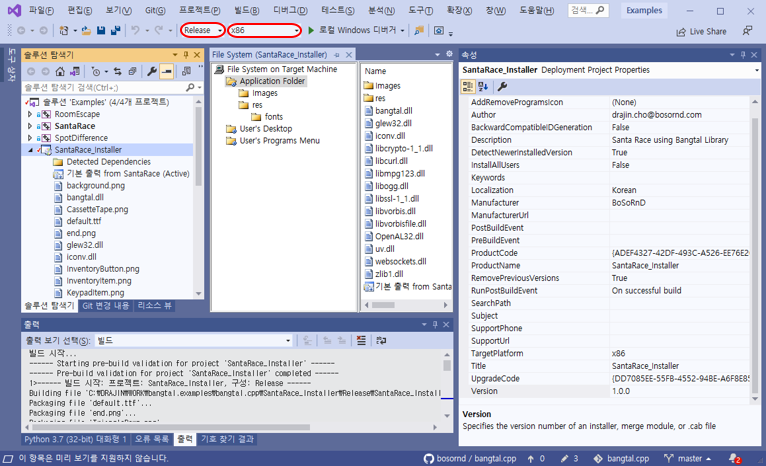 파일(F) 편집(E) 보기(V) Git(G) 프로젝트(P) 빌드(B) 디버그(D) 테스트(S) 분석(N) 도구(T) 확장(X) 창(W) 도움말(H) 검색... Examples
Release x86 로컬 Windows 디버거 Live Share
솔루션 탐색기
솔루션 탐색기 검색(Ctrl+;)
솔루션 'Examples' (4/4개 프로젝트)
RoomEscape
SantaRace
SpotDifference
SantaRace_Installer
Detected Dependencies
기본 출력 from SantaRace (Active)
background.png
bangtal.dll
CassetteTape.png
default.ttf
end.png
glew32.dll
iconv.dll
InventoryButton.png
InventoryItem.png
KeypadItem.png
솔루션 탐색기 Git 변경 내용 리소스 뷰
File System (SantaRace_Installer)
File System on Target Machine
Application Folder
Images
res
fonts
User's Desktop
User's Programs Menu
Name
Images
res
bangtal.dll
glew32.dll
iconv.dll
libcrypto-1_1.dll
libcurl.dll
libmpg123.dll
libogg.dll
libssl-1_1.dll
libvorbis.dll
libvorbisfile.dll
OpenAL32.dll
uv.dll
websockets.dll
zlib1.dll
기본 출력 from Santa
속성
SantaRace_Installer Deployment Project Properties
AddRemoveProgramsIcon (None)
Author drajin.cho@bosornd.com
BackwardCompatibleIDGeneration False
Description Santa Race using Bangtal Library
DetectNewerInstalledVersion True
InstallAllUsers False
Keywords
Localization Korean
Manufacturer BoSoRnD
ManufacturerUrl
PostBuildEvent
PreBuildEvent
ProductCode {ADEF4327-42DF-493C-A526-EE76E2
ProductName SantaRace_Installer
RemovePreviousVersions True
RunPostBuildEvent On successful build
SearchPath
Subject
SupportPhone
SupportUrl
TargetPlatform x86
Title SantaRace_Installer
UpgradeCode {DD7085EE-55FB-4552-94BE-A6F8E85
Version 1.0.0
Version
Specifies the version number of an installer, merge module, or .cab file
출력
출력 보기 선택(S): 빌드
빌드 시작...
------ Starting pre-build validation for project 'SantaRace_Installer' ------
------ Pre-build validation for project 'SantaRace_Installer' completed ------
1>------ 빌드 시작: 프로젝트: SantaRace_Installer, 구성: Release ------
Building file 'C:\DRAJIN\WORK\bangtal.examples\bangtal.cpp\SantaRace_Installer\Release\SantaRace_Install
Packaging file 'default.ttf'...
Packaging file 'end.png'...
Python 3.7 (32-bit) 대화형 1 오류 목록 출력 기호 찾기 결과
이 항목은 미리 보기를 지원하지 않습니다. bosornd / bangtal.cpp 0 3 bangtal.cpp master 2